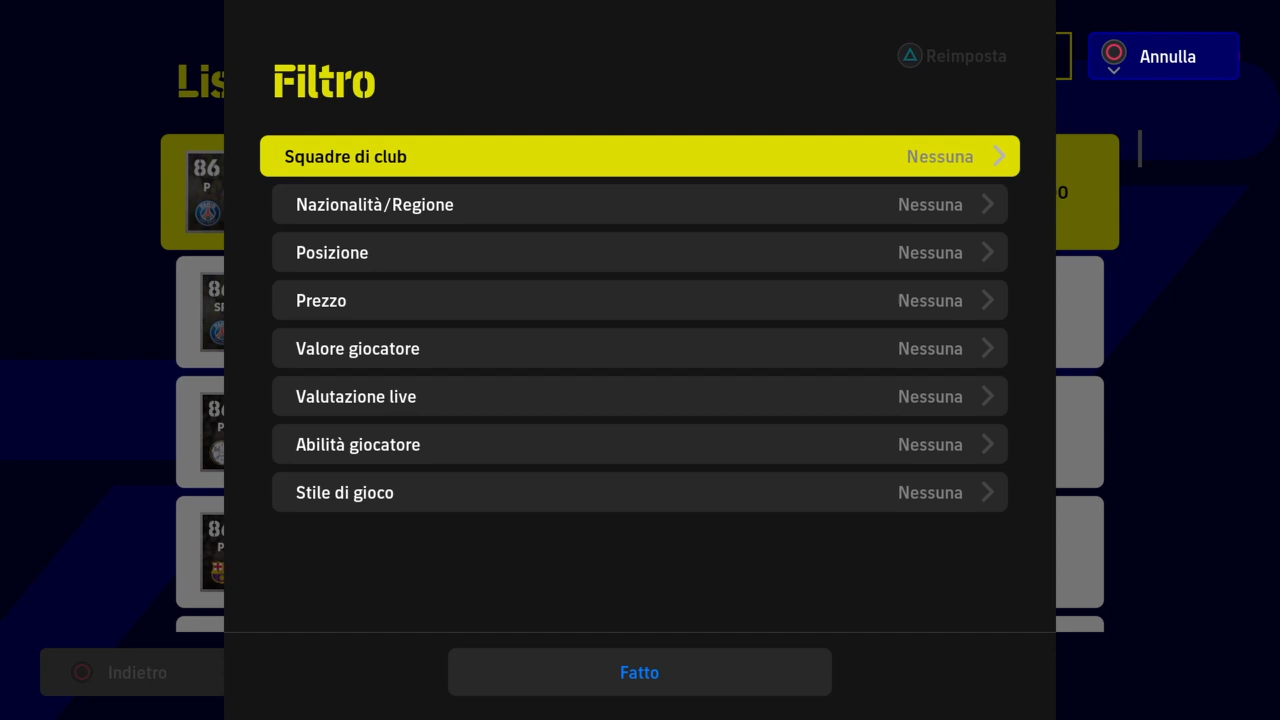 Reimposta
Annulla
Filtro
Squadre di club Nessuna
Nazionalità/Regione Nessuna
Posizione Nessuna
Prezzo Nessuna
Valore giocatore Nessuna
Valutazione live Nessuna
Abilità giocatore Nessuna
Stile di gioco Nessuna
86
P
Indietro
Fatto